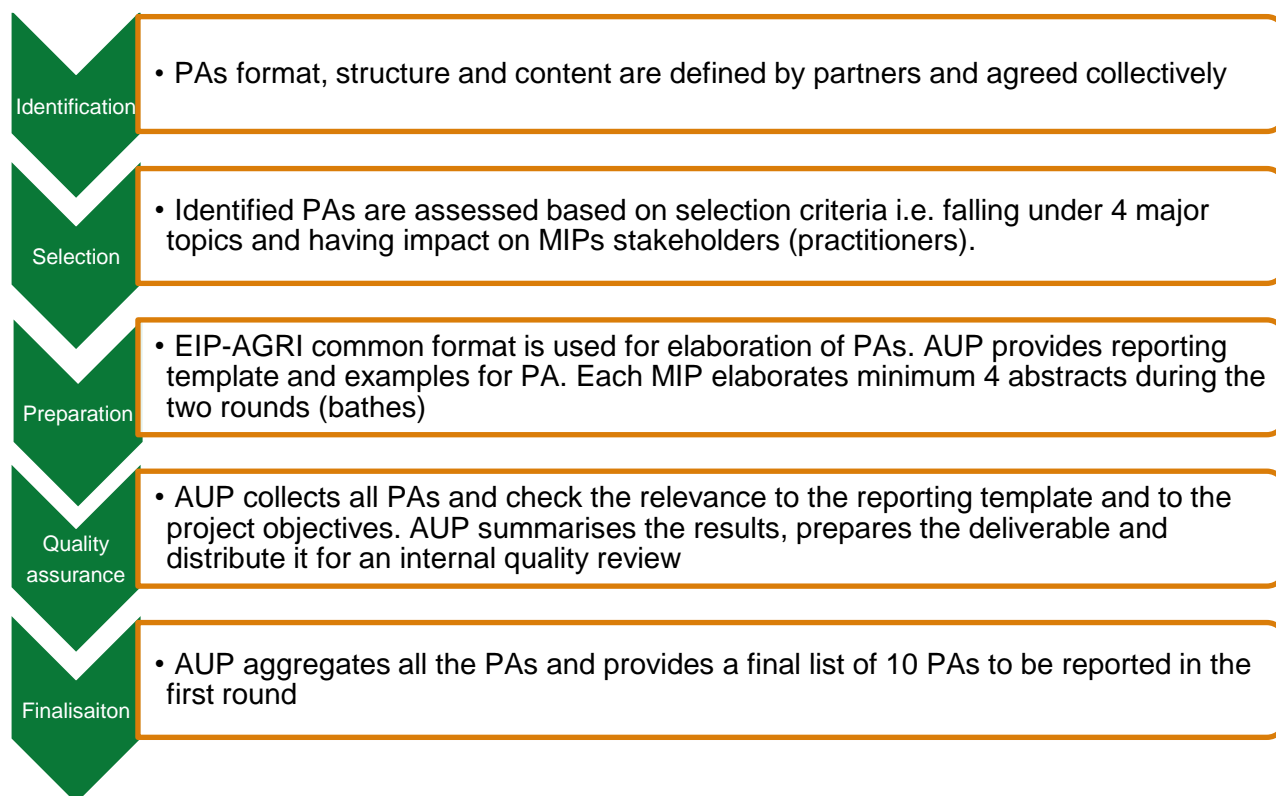 Identification
• PAs format, structure and content are defined by partners and agreed collectively
Selection
• Identified PAs are assessed based on selection criteria i.e. falling under 4 major
topics and having impact on MIPs stakeholders (practitioners).
Preparation
• EIP-AGRI common format is used for elaboration of PAs. AUP provides reporting
template and examples for PA. Each MIP elaborates minimum 4 abstracts during the
two rounds (bathes)
Quality
assurance
• AUP collects all PAs and check the relevance to the reporting template and to the
project objectives. AUP summarises the results, prepares the deliverable and
distribute it for an internal quality review
Finalisaiton
• AUP aggregates all the PAs and provides a final list of 10 PAs to be reported in the
first round